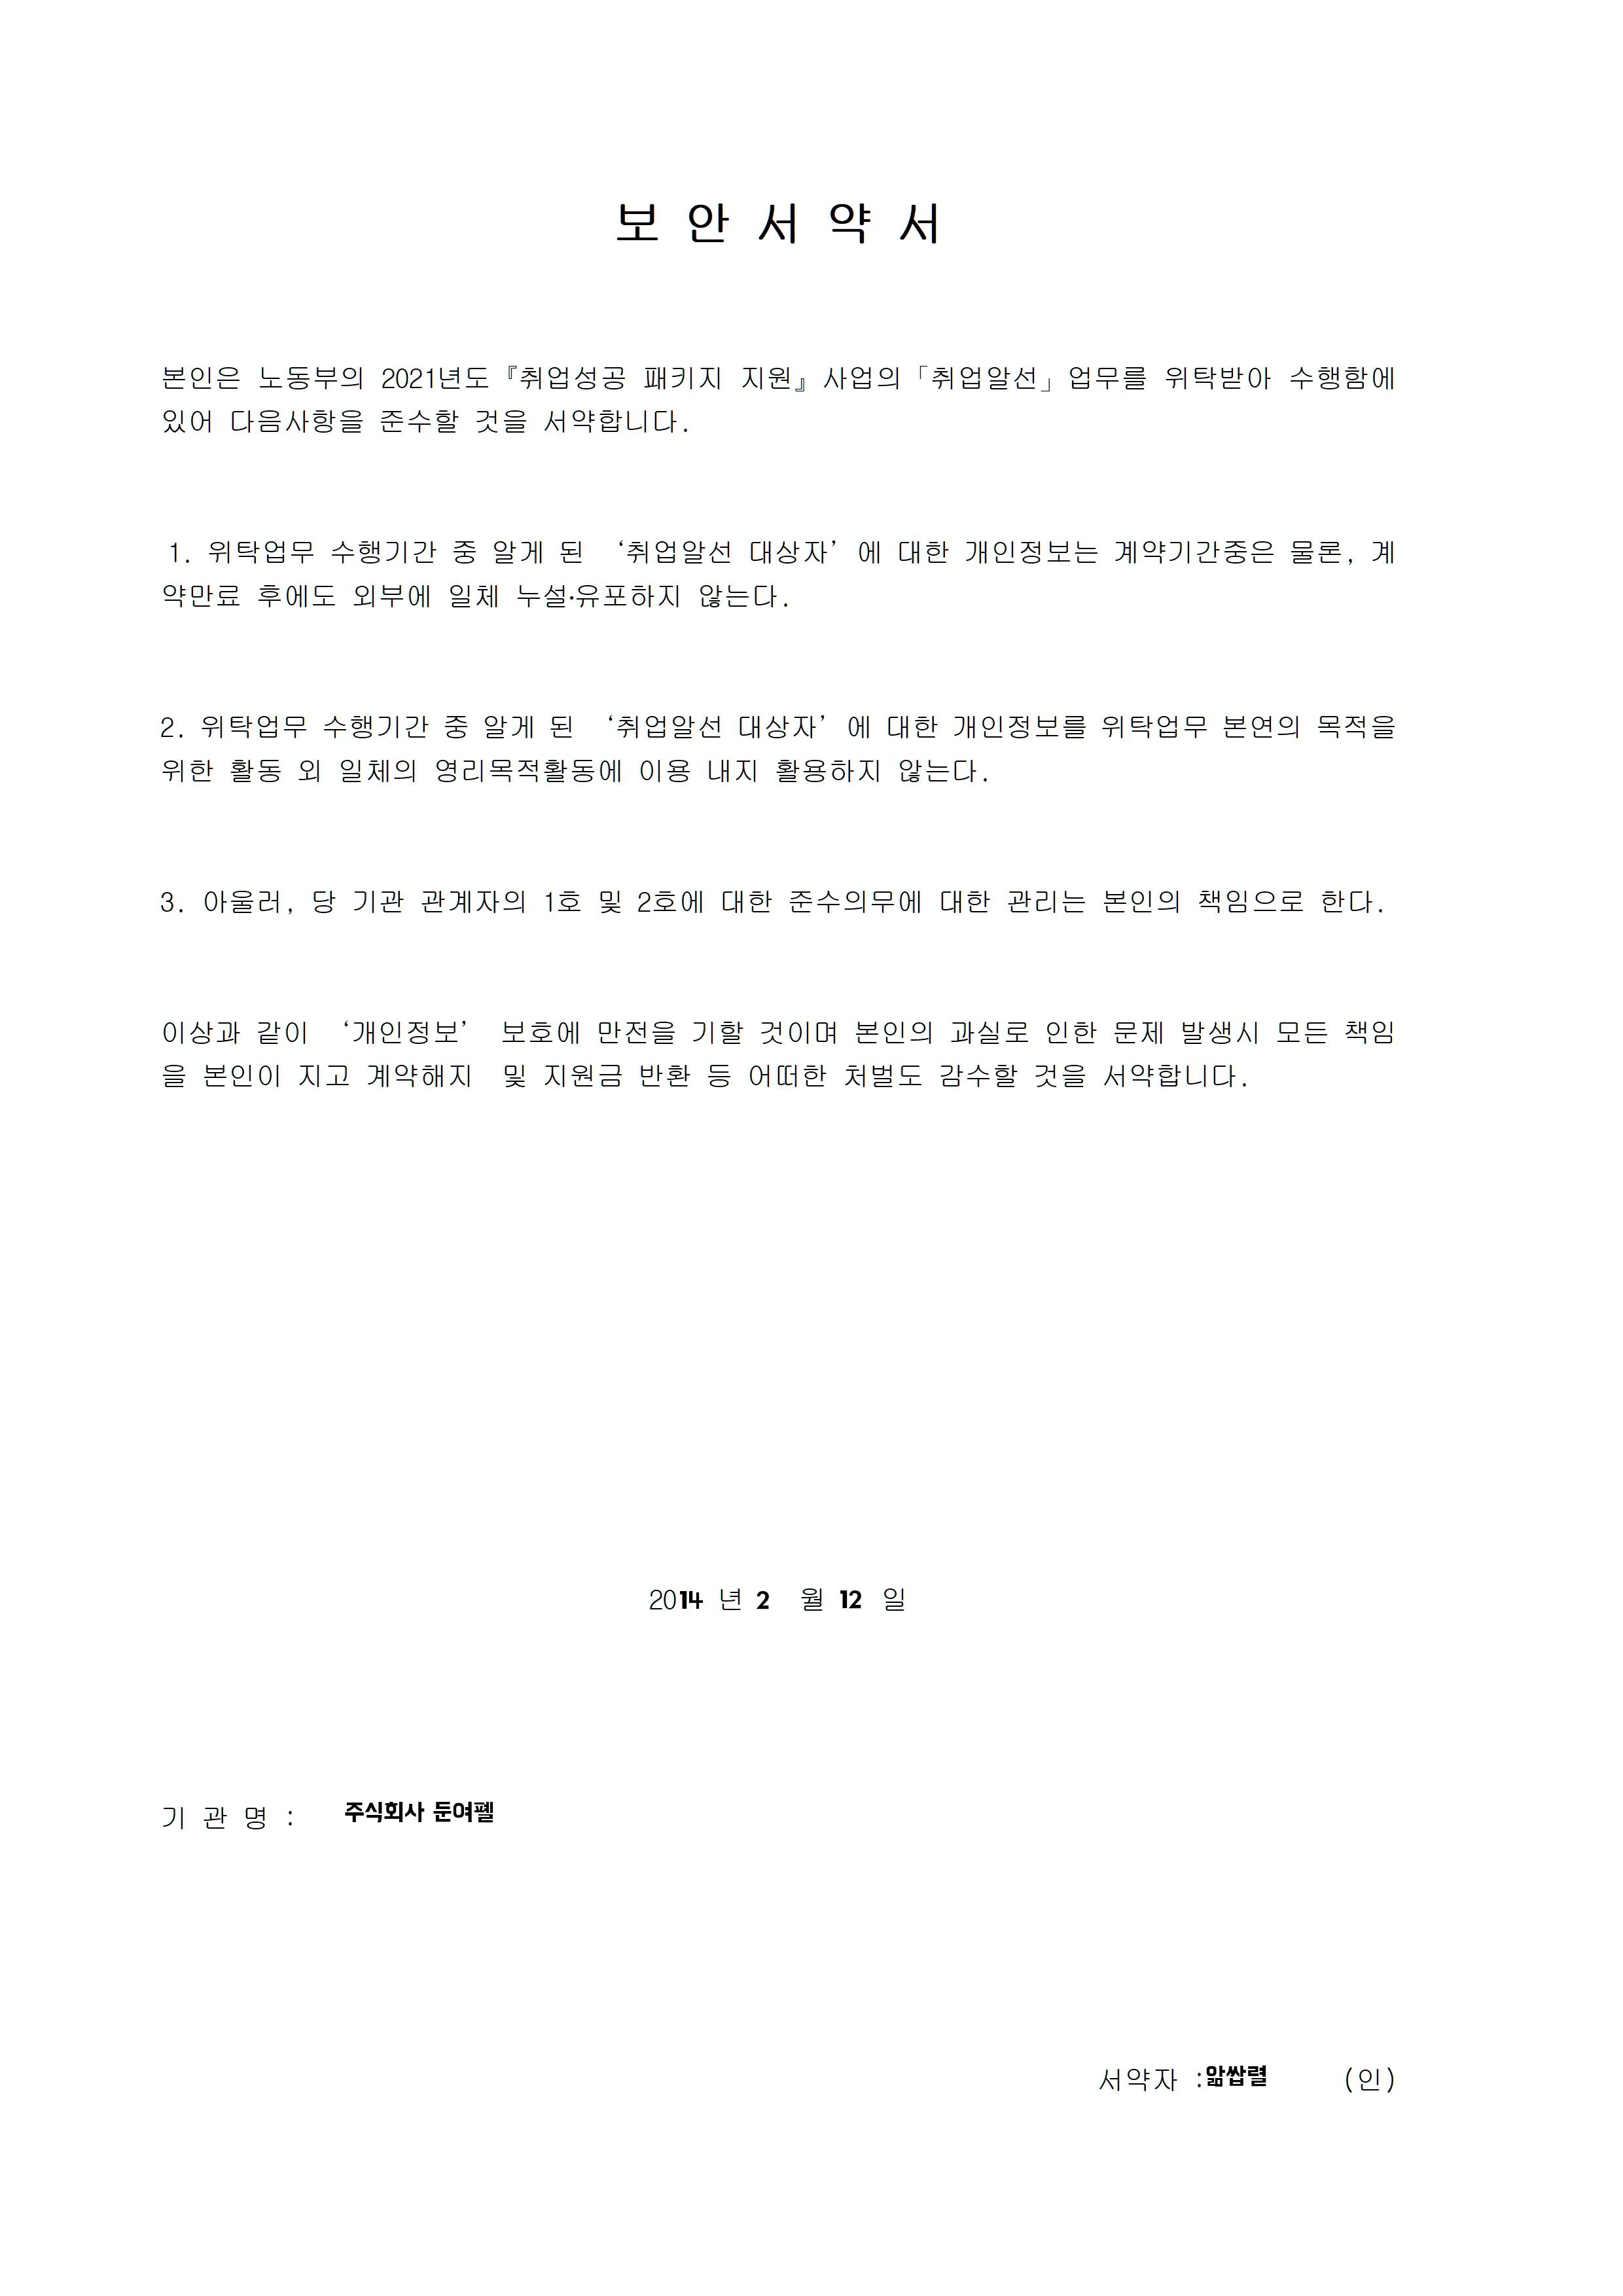 보 안 서 약 서
본인은 노동부의 2021년도『취업성공 패키지 지원』사업의「취업알선」업무를 위탁받아 수행함에
있어 다음사항을 준수할 것을 서약합니다.
1. 위탁업무 수행기간 중 알게 된 ‘취업알선 대상자’에 대한 개인정보는 계약기간중은 물론, 계
약만료 후에도 외부에 일체 누설·유포하지 않는다.
2. 위탁업무 수행기간 중 알게 된 ‘취업알선 대상자’에 대한 개인정보를 위탁업무 본연의 목적을
위한 활동 외 일체의 영리목적활동에 이용 내지 활용하지 않는다.
3. 아울러, 당 기관 관계자의 1호 및 2호에 대한 준수의무에 대한 관리는 본인의 책임으로 한다.
이상과 같이 ‘개인정보’ 보호에 만전을 기할 것이며 본인의 과실로 인한 문제 발생시 모든 책임
을 본인이 지고 계약해지 및 지원금 반환 등 어떠한 처벌도 감수할 것을 서약합니다.
2014 년 2 월 12 일
기 관 명 : 주식회사 둔여폘
서약자 :앎쌉렬 (인)